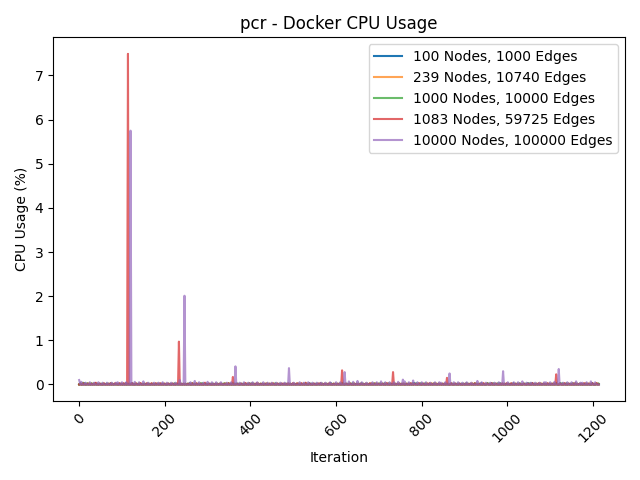 pcr - Docker CPU Usage
100 Nodes, 1000 Edges
239 Nodes, 10740 Edges
1000 Nodes, 10000 Edges
1083 Nodes, 59725 Edges
10000 Nodes, 100000 Edges
CPU Usage (%)
7
6
5
4
3
2
1
0
0
200
400
600
800
1000
1200
Iteration